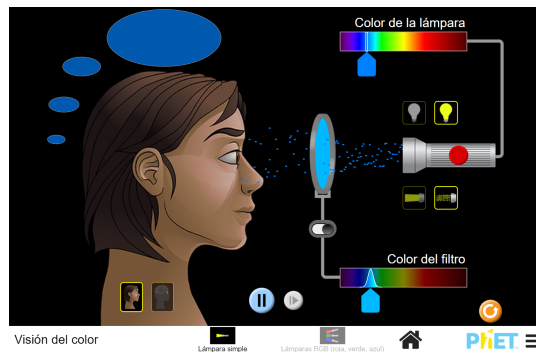 Color de la lámpara
Color del filtro
Visión del color
Lámpara simple
Lámparas RGB (roja, verde, azul)
PhET